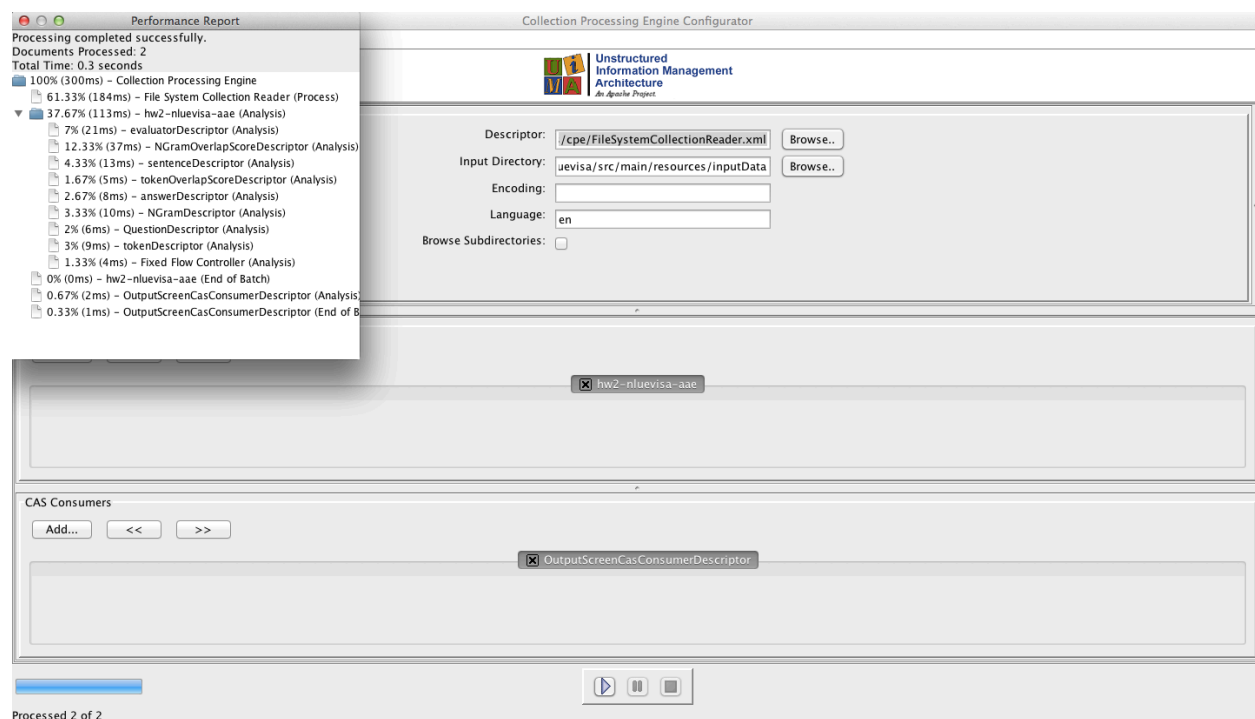 Performance Report
Processing completed successfully.
Documents Processed: 2
Total Time: 0.3 seconds
100% (300ms) – Collection Processing Engine
61.33% (184ms) – File System Collection Reader (Process)
37.67% (113ms) – hw2-nluevisa-aae (Analysis)
7% (21ms) – evaluatorDescriptor (Analysis)
12.33% (37ms) – NGramOverlapScoreDescriptor (Analysis)
4.33% (13ms) – sentenceDescriptor (Analysis)
1.67% (5ms) – tokenOverlapScoreDescriptor (Analysis)
2.67% (8ms) – answerDescriptor (Analysis)
3.33% (10ms) – NGramDescriptor (Analysis)
2% (6ms) – QuestionDescriptor (Analysis)
3% (9ms) – tokenDescriptor (Analysis)
1.33% (4ms) – Fixed Flow Controller (Analysis)
0% (0ms) – hw2-nluevisa-aae (End of Batch)
0.67% (2ms) – OutputScreenCasConsumerDescriptor (Analysis)
0.33% (1ms) – OutputScreenCasConsumerDescriptor (End of B
Collection Processing Engine Configurator
UIMA
Unstructured
Information Management
Architecture
An Apache Project
Descriptor: /cpe/FileSystemCollectionReader.xml Browse..
Input Directory: uevisa/src/main/resources/inputData Browse..
Encoding:
Language: en
Browse Subdirectories:
hw2-nluevisa-aae
CAS Consumers
Add... << >>
OutputScreenCasConsumerDescriptor
Processed 2 of 2